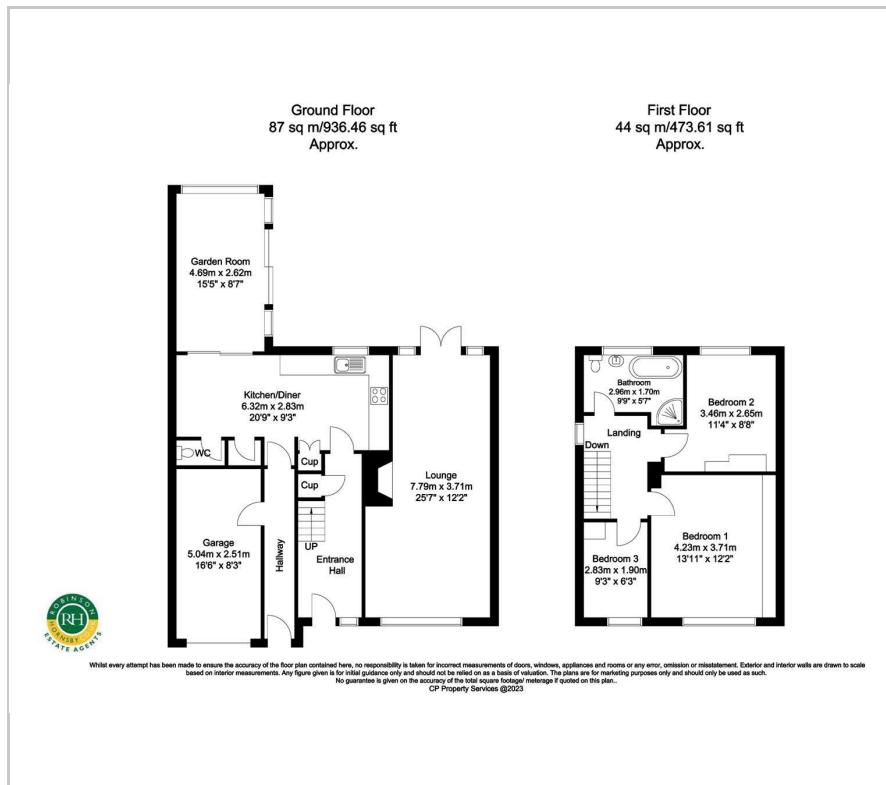 Ground Floor
87 sq m/936.46 sq ft
Approx.
First Floor
44 sq m/473.61 sq ft
Approx.
Garden Room
4.69m x 2.62m
15'5" x 8'7"
Kitchen/Diner
6.32m x 2.83m
20'9" x 9'3"
WC
Cup
Cup
Lounge
7.79m x 3.71m
25'7" x 12'2"
Garage
5.04m x 2.51m
16'6" x 8'3"
Hallway
UP
Entrance
Hall
Bathroom
2.96m x 1.70m
9'9" x 5'7"
Bedroom 2
3.46m x 2.65m
11'4" x 8'8"
Landing
Down
Bedroom 1
4.23m x 3.71m
13'11" x 12'2"
Bedroom 3
2.83m x 1.90m
9'3" x 6'3"
ROBINSON
HORNSBY
RH
ESTATE AGENTS
Whilst every attempt has been made to ensure the accuracy of the floor plan contained here, no responsibility is taken for incorrect measurements of doors, windows, appliances and rooms or any error, omission or misstatement. Exterior and interior walls are drawn to scale
based on interior measurements. Any figure given is for initial guidance only and should not be relied on as a basis of valuation. The plans are for marketing purposes only and should only be used as such.
No guarantee is given on the accuracy of the total square footage/ meterage if quoted on this plan..
CP Property Services @2023